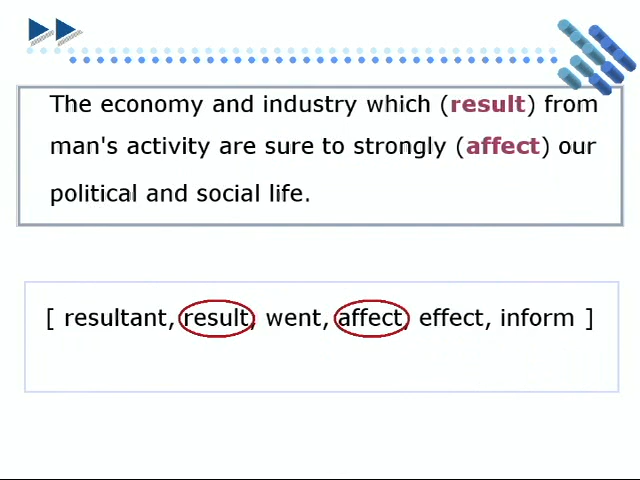 The economy and industry which (result) from
man's activity are sure to strongly (affect) our
political and social life.
[ resultant, result, went, affect, effect, inform ]